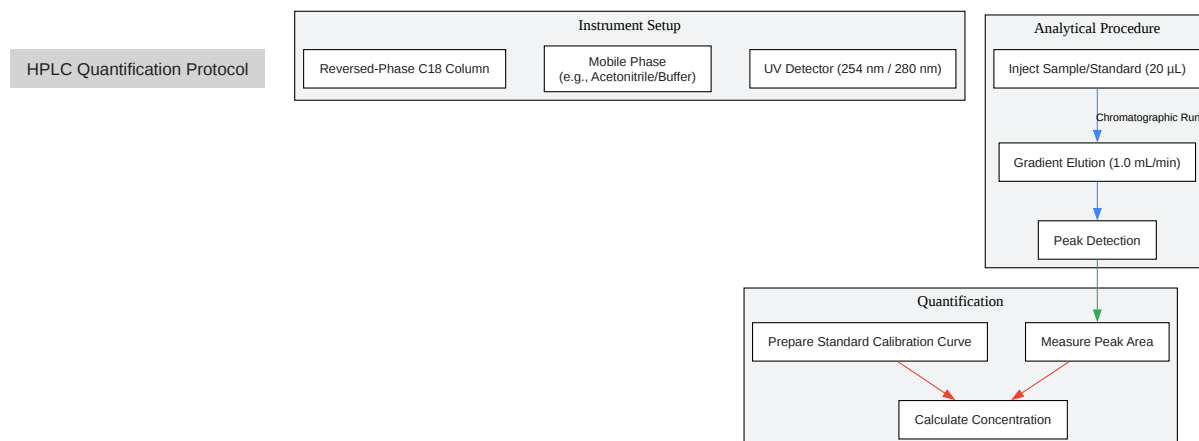 HPLC Quantification Protocol
Instrument Setup
Reversed-Phase C18 Column
Mobile Phase
(e.g., Acetonitrile/Buffer)
UV Detector (254 nm / 280 nm)
Analytical Procedure
Inject Sample/Standard (20 µL)
Chromatographic Run
Gradient Elution (1.0 mL/min)
Peak Detection
Quantification
Prepare Standard Calibration Curve
Measure Peak Area
Calculate Concentration